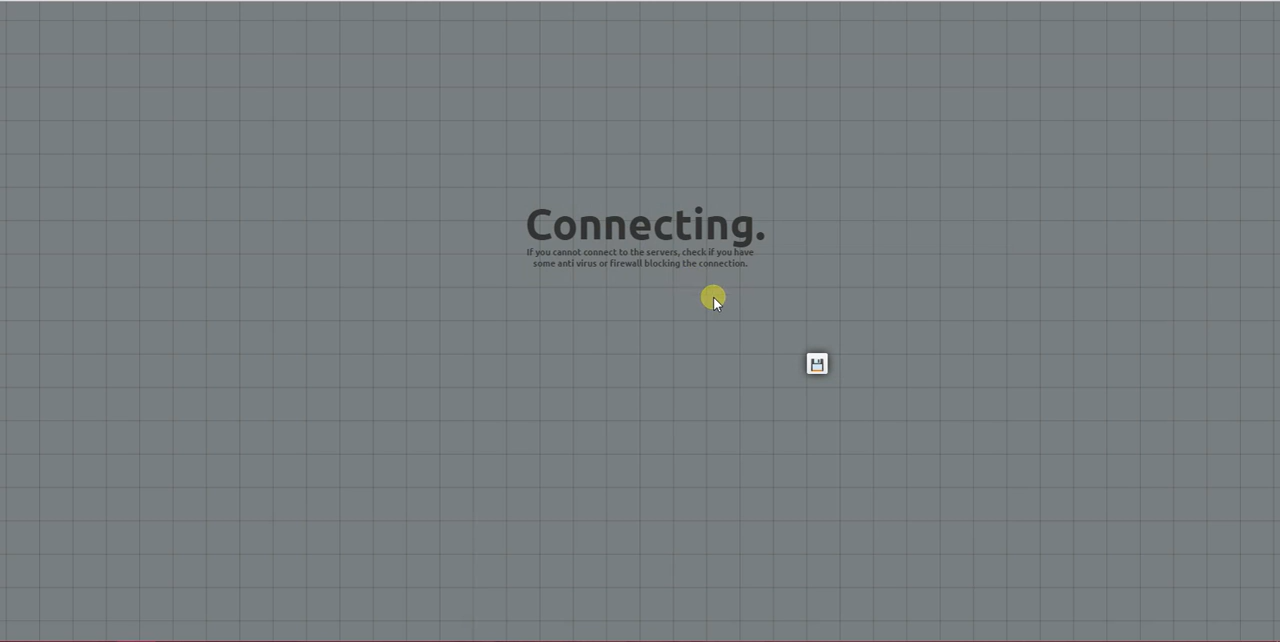 Connecting.
If you cannot connect to the servers, check if you have
some anti virus or firewall blocking the connection.